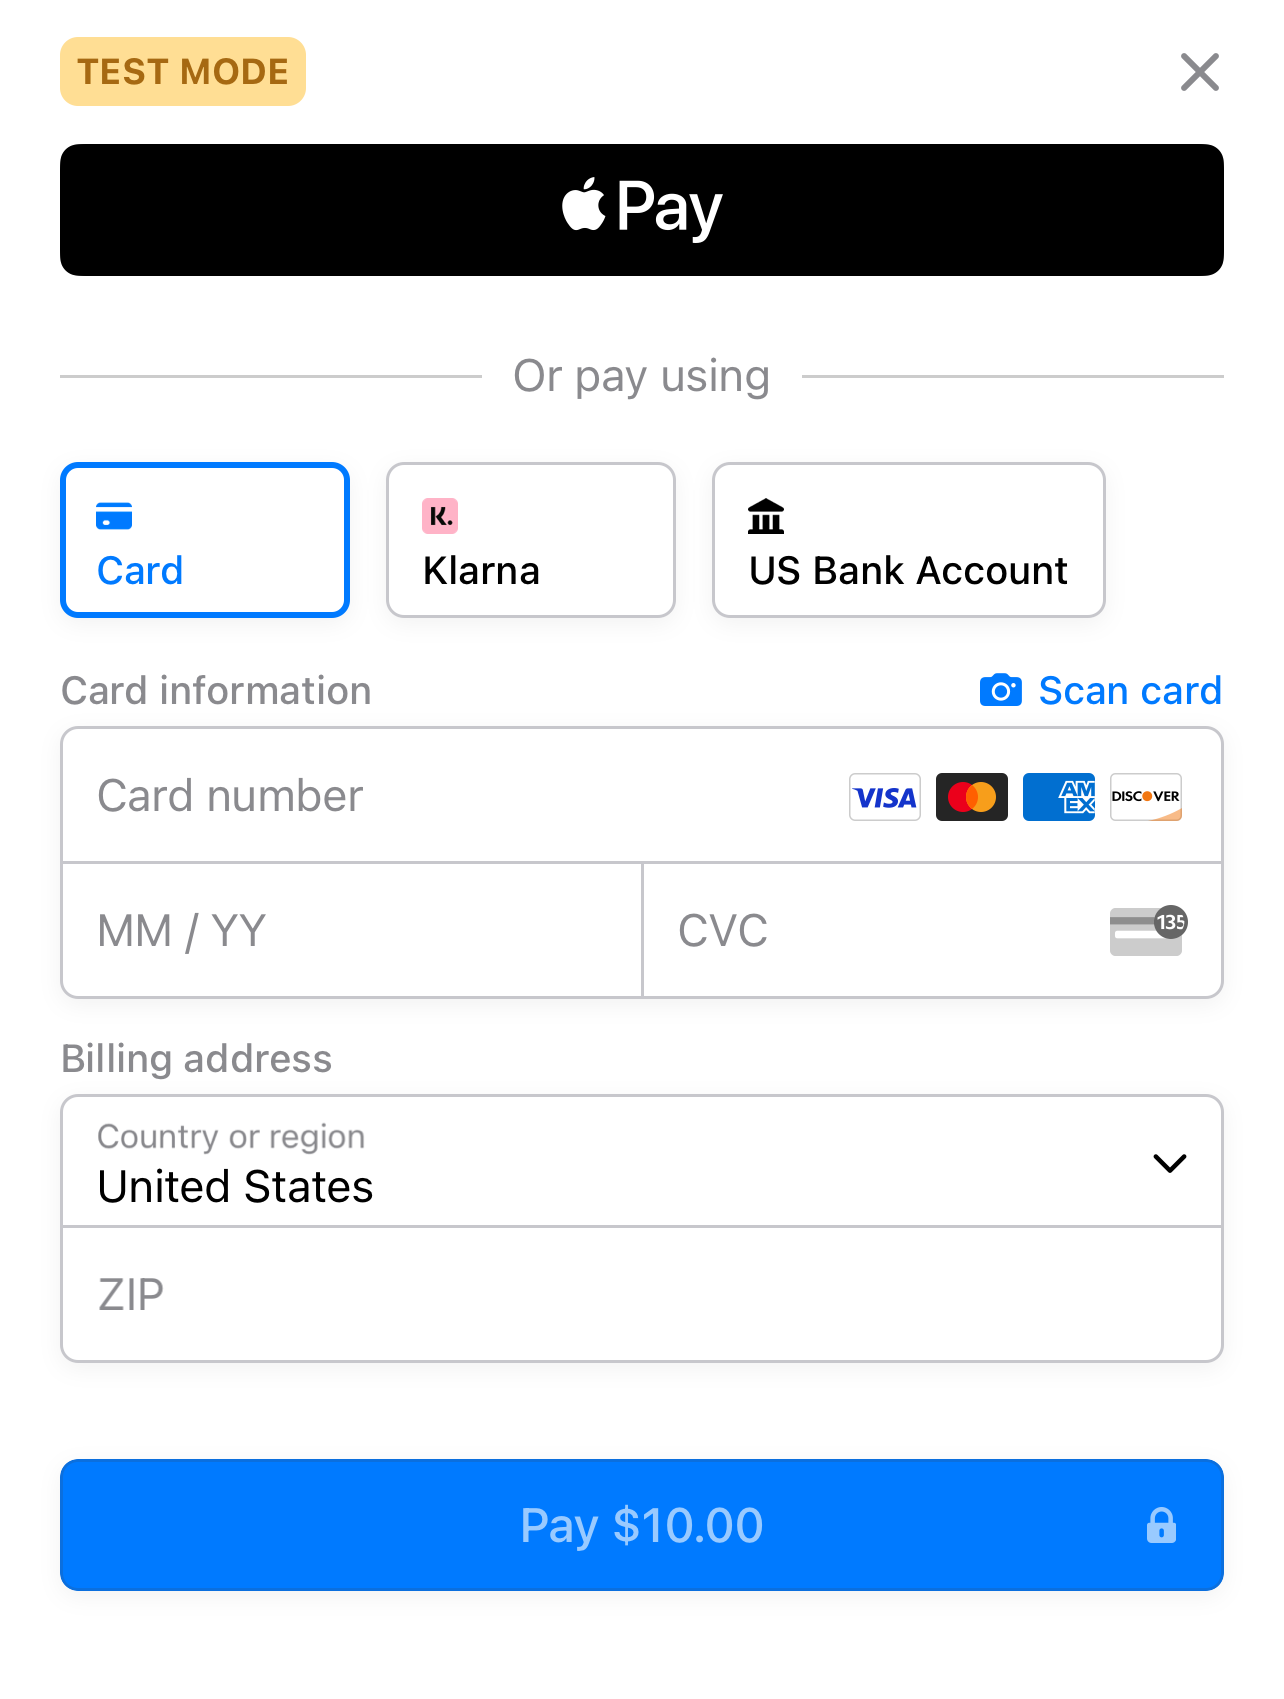 TEST MODE
Pay
Or pay using
K.
Card
Klarna
US Bank Account
Card information
Scan card
Card number
VISA
AM
EX
DISCOVER
MM / YY
CVC
135
Billing address
Country or region
United States
ZIP
Pay $10.00